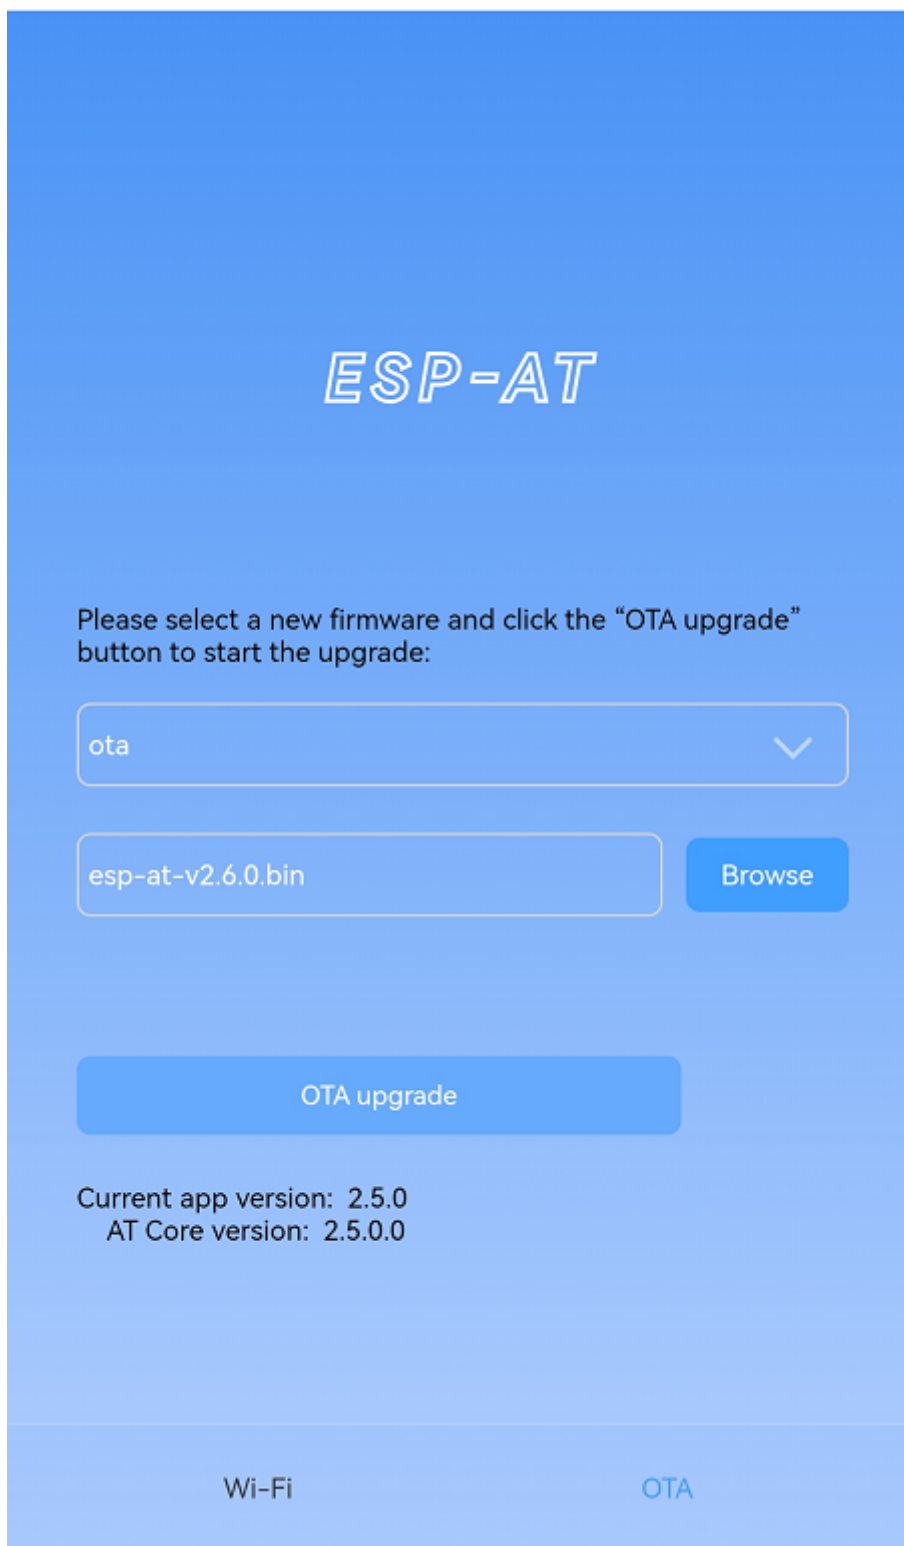 ESP-AT
Please select a new firmware and click the “OTA upgrade”
button to start the upgrade:
ota
esp-at-v2.6.0.bin
Browse
OTA upgrade
Current app version: 2.5.0
AT Core version: 2.5.0.0
Wi-Fi
OTA